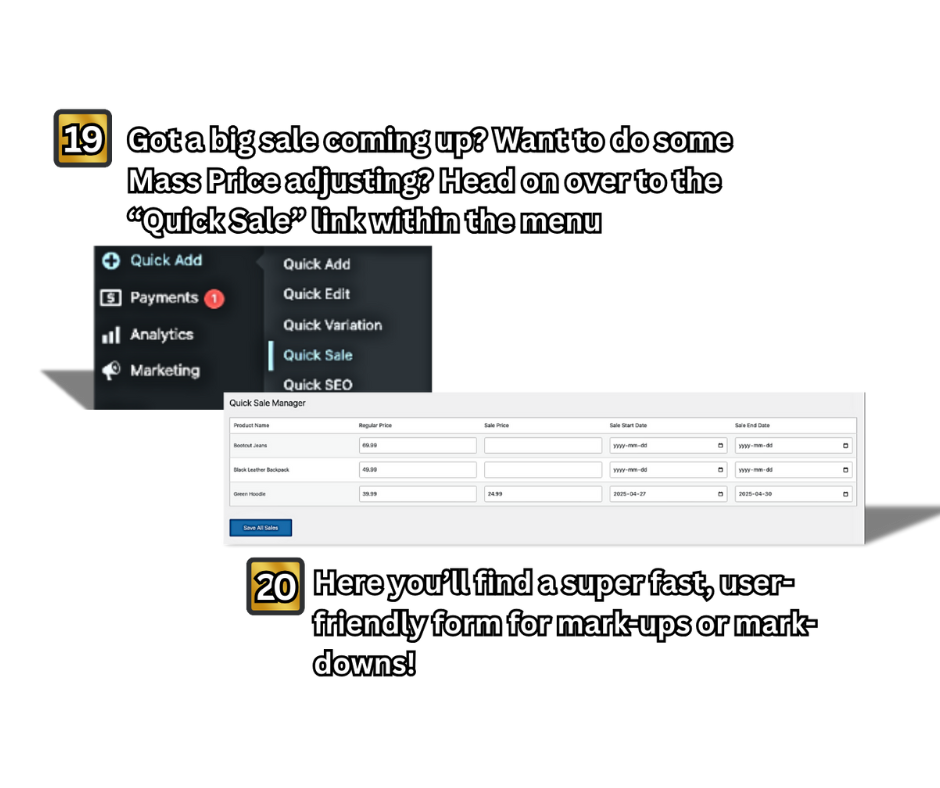 19
Got a big sale coming up? Want to do some
Mass Price adjusting? Head on over to the
“Quick Sale” link within the menu
Quick Add
Payments 1
Analytics
Marketing
Quick Add
Quick Edit
Quick Variation
Quick Sale
Quick SEO
Quick Sale Manager
Product Name Regular Price Sale Price Sale Start Date Sale End Date
Bootcut Jeans 69.99 yyyy-mm-dd yyyy-mm-dd
Black Leather Backpack 49.99 yyyy-mm-dd yyyy-mm-dd
Green Hoodie 39.99 24.99 2025-04-27 2025-04-30
Save All Sales
20
Here you’ll find a super fast, user-
friendly form for mark-ups or mark-
downs!